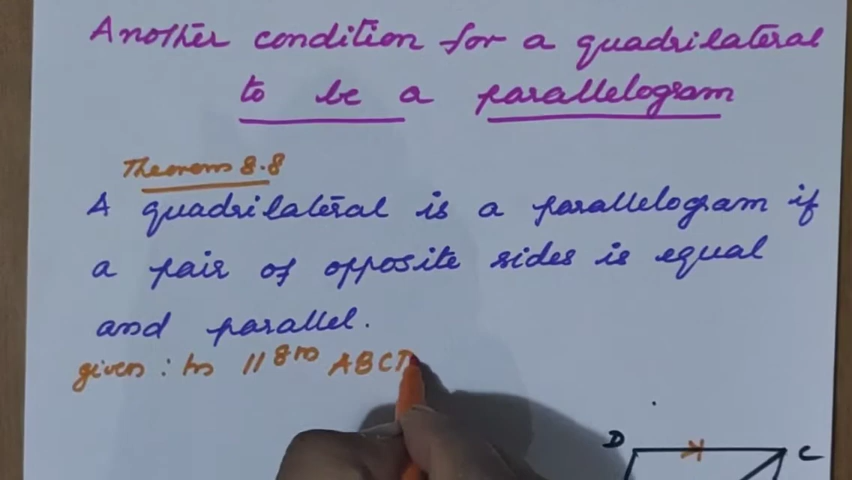 Another condition for a quadrilateral
to be a parallelogram
Theorem 8.8
A quadrilateral is a parallelogram if
a pair of opposite sides is equal
and parallel.
given : In ||gm ABCD
D C